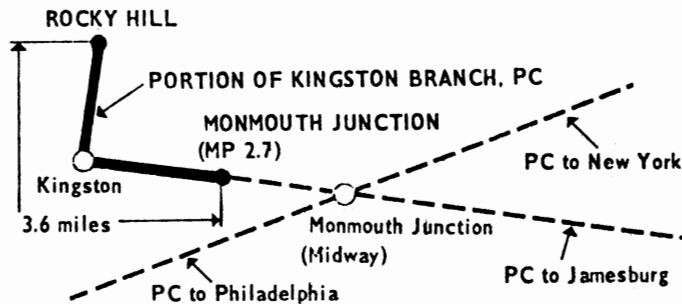 ROCKY HILL
PORTION OF KINGSTON BRANCH, PC
MONMOUTH JUNCTION
(MP 2.7)
PC to New York
Kingston
3.6 miles
Monmouth Junction
(Midway)
PC to Jamesburg
PC to Philadelphia